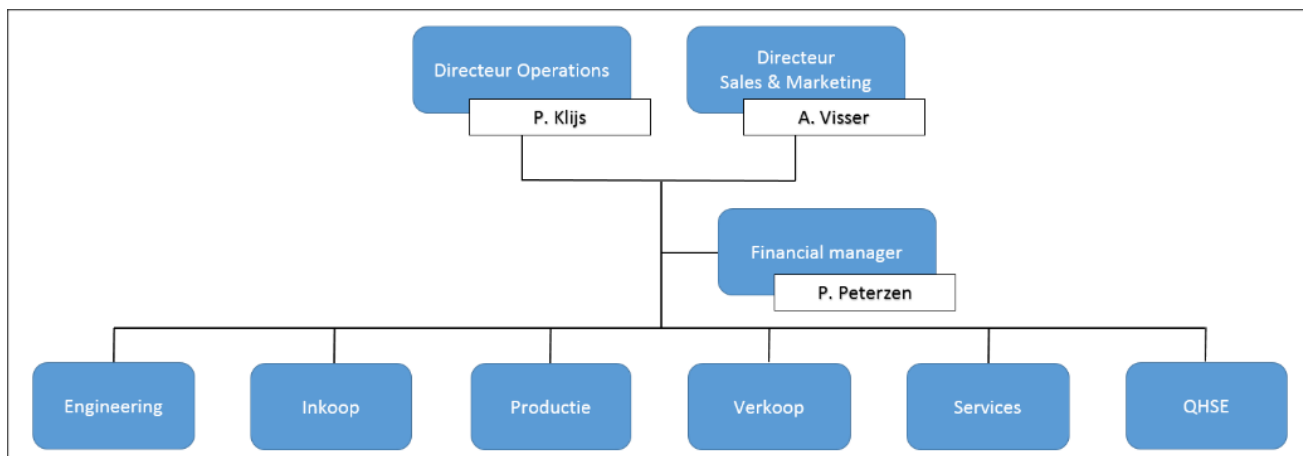 Directeur Operations
P. Klijs
Directeur
Sales & Marketing
A. Visser
Financial manager
P. Peterzen
Engineering
Inkoop
Productie
Verkoop
Services
QHSE